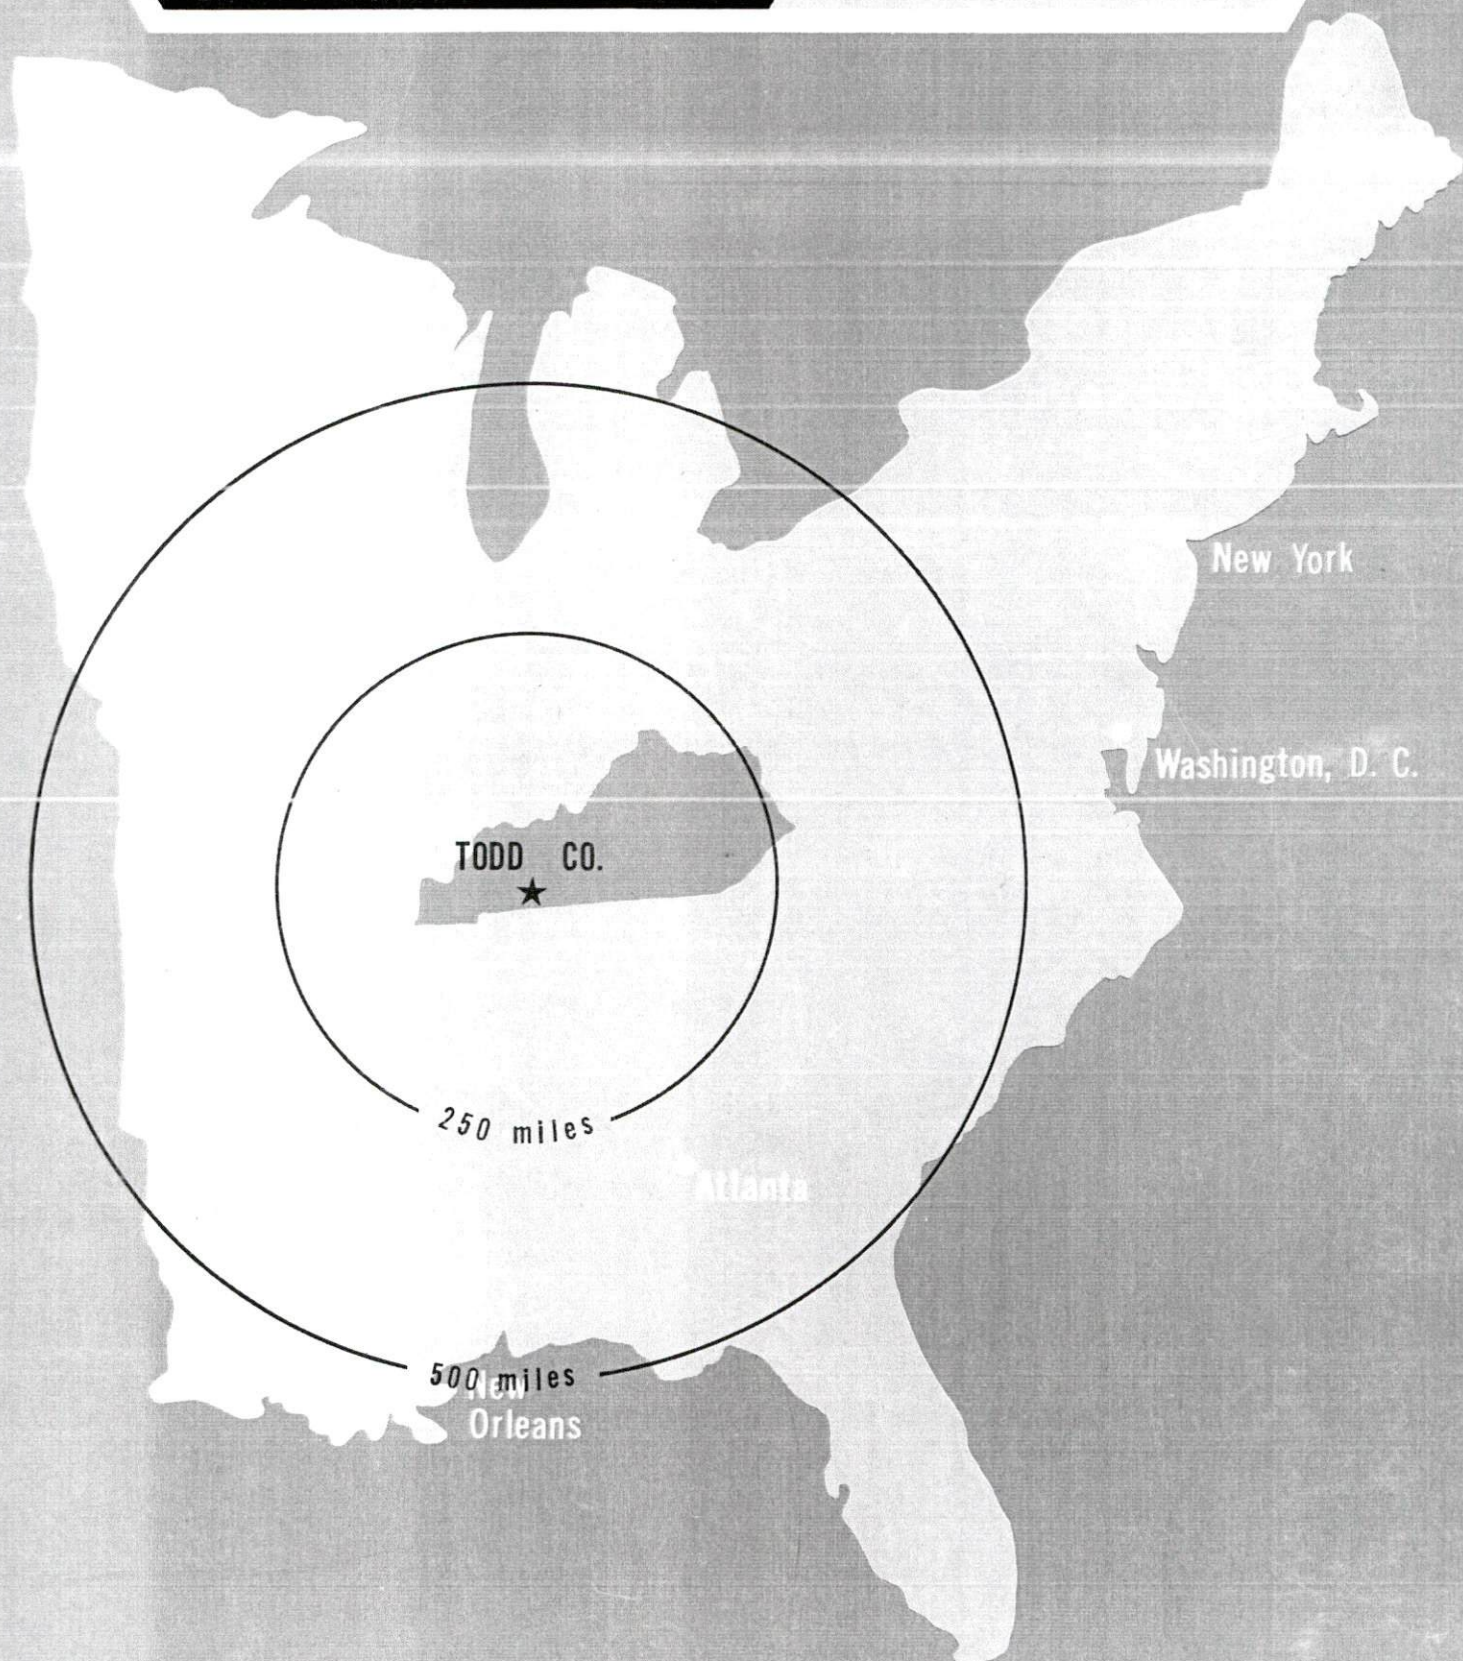 New York
Washington, D. C.
TODD CO.
250 miles
Atlanta
500 miles
New
Orleans